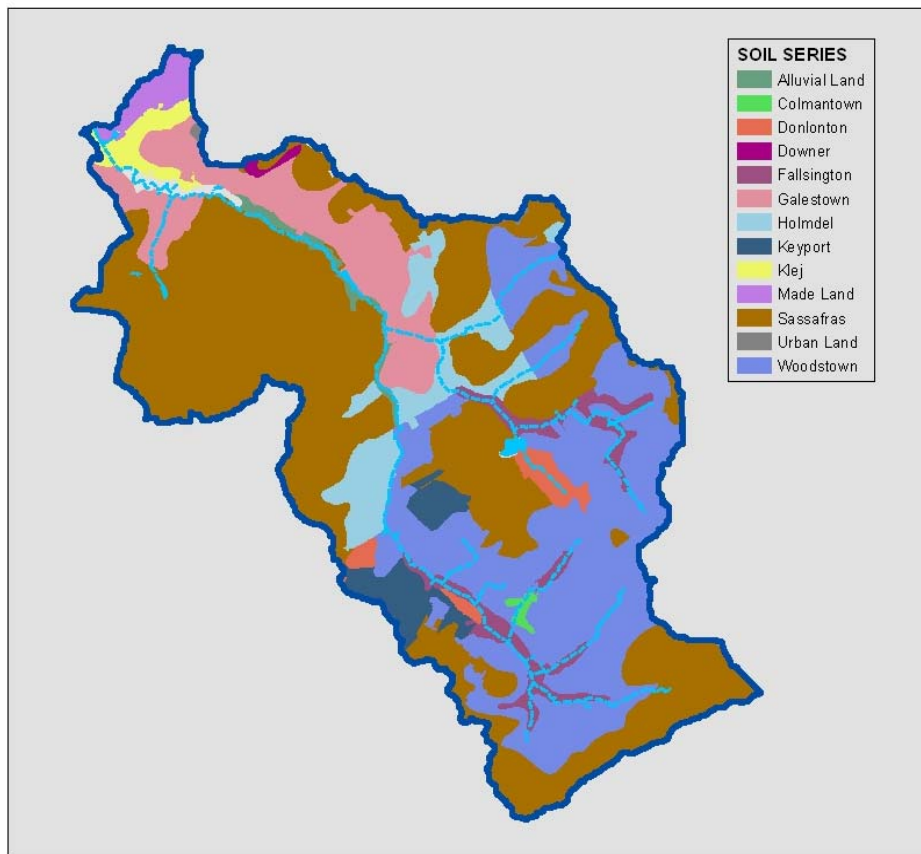 SOIL SERIES
Alluvial Land
Colmantown
Donlonton
Downer
Fallsington
Galestown
Holmdel
Keyport
Klej
Made Land
Sassafras
Urban Land
Woodstown